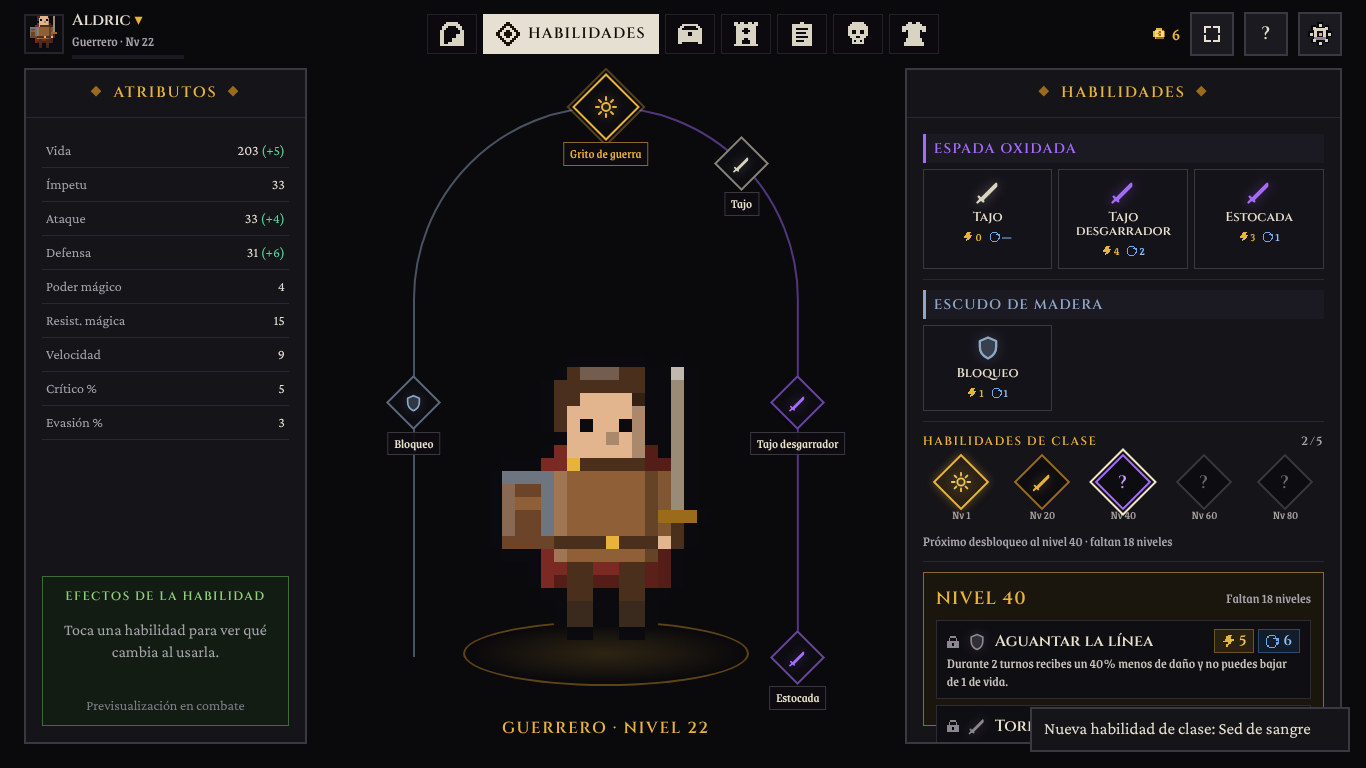 ALDRIC ▼
Guerrero · Nv 22
HABILIDADES
6
?
ATRIBUTOS
Vida 203 (+5)
Ímpetu 33
Ataque 33 (+4)
Defensa 31 (+6)
Poder mágico 4
Resist. mágica 15
Velocidad 9
Crítico % 5
Evasión % 3
EFECTOS DE LA HABILIDAD
Toca una habilidad para ver qué
cambia al usarla.
Previsualización en combate
Grito de guerra
Tajo
Bloqueo
Tajo desgarrador
Estocada
GUERRERO · NIVEL 22
HABILIDADES
ESPADA OXIDADA
TAJO
0 —
TAJO
DESGARRADOR
4 2
ESTOCADA
3 1
ESCUDO DE MADERA
BLOQUEO
1 1
HABILIDADES DE CLASE 2/5
? ? ?
Nv 1 Nv 20 Nv 40 Nv 60 Nv 80
Próximo desbloqueo al nivel 40 · faltan 18 niveles
NIVEL 40 Faltan 18 niveles
AGUANTAR LA LÍNEA 5 6
Durante 2 turnos recibes un 40% menos de daño y no puedes bajar
de 1 de vida.
Nueva habilidad de clase: Sed de sangre